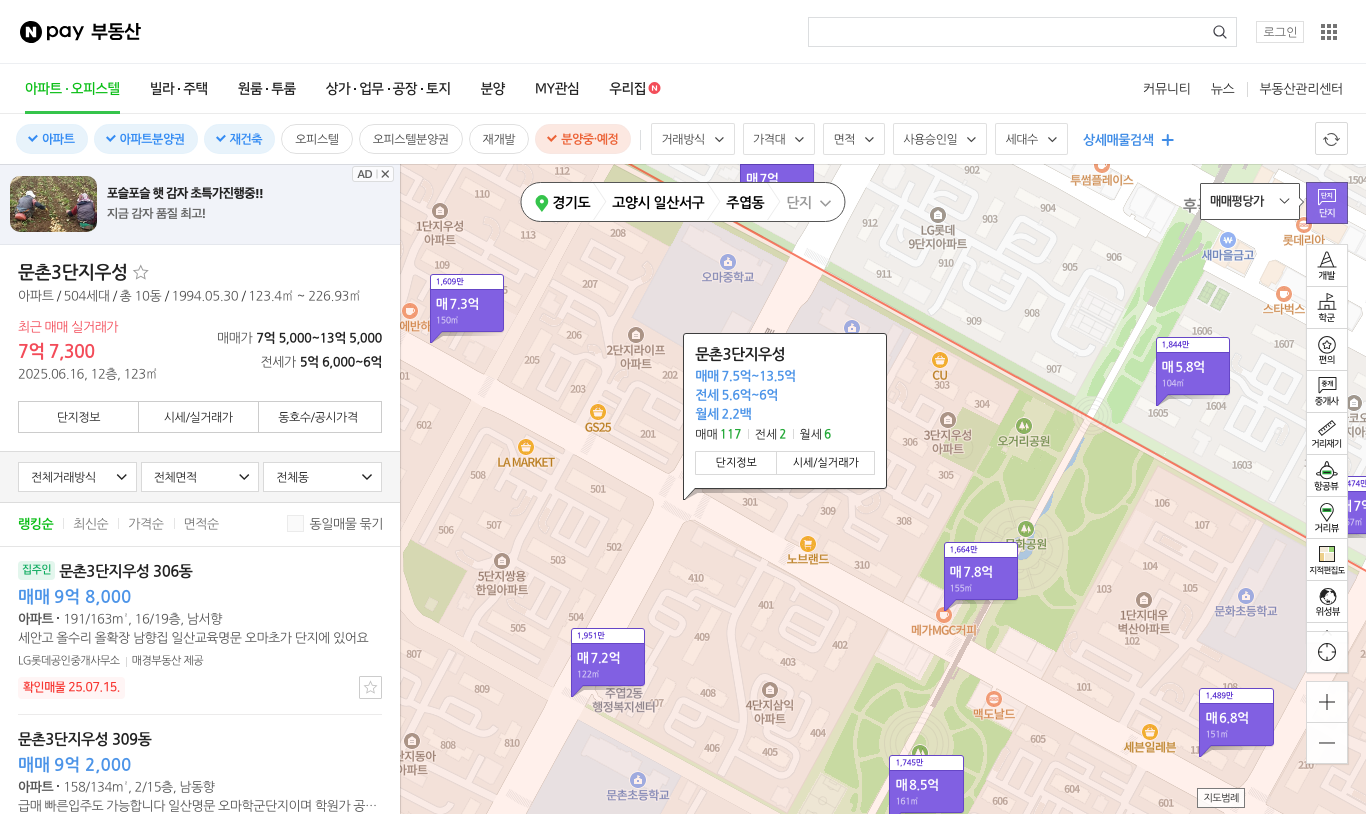 N pay 부동산
로그인
아파트·오피스텔 빌라·주택 원룸·투룸 상가·업무·공장·토지 분양 MY관심 우리집 N
커뮤니티 뉴스 부동산관리센터
아파트 아파트분양권 재건축 오피스텔 오피스텔분양권 재개발 분양중·예정
거래방식 가격대 면적 사용승인일 세대수 상세매물검색
AD
포슬포슬 햇 감자 초특가진행중!!
지금 감자 품질 최고!
문촌3단지우성
아파트 / 504세대 / 총 10동 / 1994.05.30 / 123.4㎡ ~ 226.93㎡
최근 매매 실거래가
7억 7,300
2025.06.16, 12층, 123㎡
매매가 7억 5,000~13억 5,000
전세가 5억 6,000~6억
단지정보 시세/실거래가 동호수/공시가격
전체거래방식 전체면적 전체동
랭킹순 최신순 가격순 면적순 동일매물 묶기
집주인 문촌3단지우성 306동
매매 9억 8,000
아파트 · 191/163m², 16/19층, 남서향
세안고 올수리 올확장 남향집 일산교육명문 오마초가 단지에 있어요
LG롯데공인중개사무소 매경부동산 제공
확인매물 25.07.15.
문촌3단지우성 309동
매매 9억 2,000
아파트 · 158/134m², 2/15층, 남동향
급매 빠른입주도 가능합니다 일산명문 오마학군단지이며 학원가 공…
매7억
경기도 고양시 일산서구 주엽동 단지
매매평당가
단지
단지
투썸플레이스
202
110
112
1단지우성
아파트
109
LG롯데
9단지아파트
912
911
910
905
904
906
907
908
909
903
1504
새마을금고
롯데리아
스타벅스
오마중학교
1,609만
매7.3억
150㎡
208
207
206
205
203
202
201
204
101
2단지라이프
아파트
GS25
LA MARKET
602
508
501
502
503
504
505
문촌3단지우성
매매 7.5억~13.5억
전세 5.6억~6억
월세 2.2백
매매 117 전세 2 월세 6
단지정보 시세/실거래가
CU
3단지우성
아파트
오거리공원
301
309
310
노브랜드
문화공원
1,844만
매5.8억
104㎡
1606
1607
1605
1604
1603
1,664만
매7.8억
155㎡
메가MGC커피
1단지대우
벽산아파트
문화초등학교
106
107
103
102
101
5단지쌍용
한일아파트
410
401
409
403
402
408
407
406
405
1,951만
매7.2억
122㎡
주엽2동
행정복지센터
4단지삼익
아파트
807
809
808
810
문촌초등학교
맥도날드
세븐일레븐
605
604
602
601
210
1,489만
매6.8억
151㎡
1,745만
매8.5억
161㎡
개발
학군
편의
중개
중개사
거리재기
항공뷰
거리뷰
지적편집도
위성뷰
지도범례